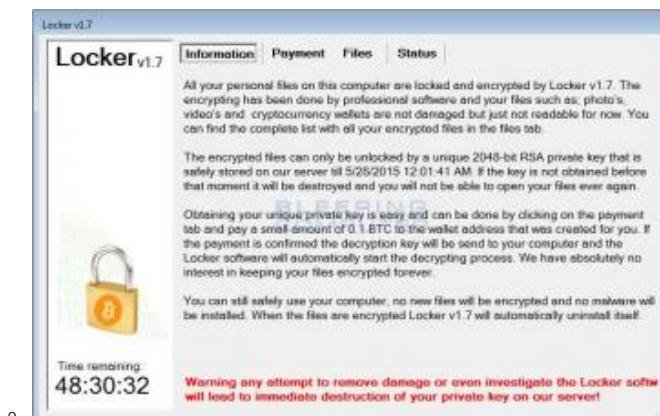 Locker v1.7
Locker v1.7
Information Payment Files Status
All your personal files on this computer are locked and encrypted by Locker v1.7. The
encrypting has been done by professional software and your files such as; photo's,
video's and cryptocurrency wallets are not damaged but just not readable for now. You
can find the complete list with all your encrypted files in the files tab.
The encrypted files can only be unlocked by a unique 2048-bit RSA private key that is
safely stored on our server till 5/28/2015 12:01:41 AM. If the key is not obtained before
that moment it will be destroyed and you will not be able to open your files ever again.
Obtaining your unique private key is easy and can be done by clicking on the payment
tab and pay a small amount of 0.1 BTC to the wallet address that was created for you. If
the payment is confirmed the decryption key will be send to your computer and the
Locker software will automatically start the decrypting process. We have absolutely no
interest in keeping your files encrypted forever.
You can still safely use your computer, no new files will be encrypted and no malware will
be installed. When the files are encrypted Locker v1.7 will automatically uninstall itself.
Time remaining:
48:30:32
Warning any attempt to remove damage or even investigate the Locker softw
will lead to immediate destruction of your private key on our server!